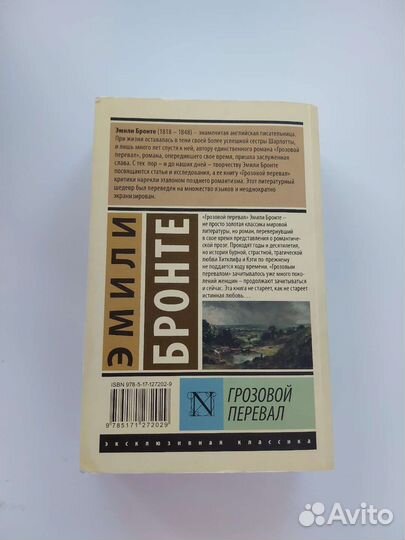 Эмили Бронте (1818 – 1848) – знаменитая английская писательница.
При жизни оставалась в тени своей более успешной сестры Шарлотты,
и лишь много лет спустя к ней, автору единственного романа «Грозовой
перевал», романа, опередившего свое время, пришла заслуженная
слава. С тех пор – и до наших дней – творчеству Эмили Бронте
посвящаются статьи и исследования, а ее книгу «Грозовой перевал»
критики нарекли эталоном позднего романтизма. Этот литературный
шедевр был переведен на множество языков и неоднократно
экранизирован.
ЭМИЛИ
БРОНТЕ
«Грозовой перевал» Эмили Бронте –
не просто золотая классика мировой
литературы, но роман, перевернувший
в свое время представления о романтичес-
кой прозе. Проходят годы и десятилетия,
но история бурной, страстной, трагической
любви Хитклифа и Кэти по-прежнему
не поддается ходу времени. «Грозовым
перевалом» зачитывалось уже много поко-
лений женщин – продолжают зачитываться
и сейчас. Эта книга не стареет, как не стареет
истинная любовь. . .
ISBN 978-5-17-127202-9
9 785171 272029
N
ГРОЗОВОЙ
ПЕРЕВАЛ
эксклюзивная классика
Avito